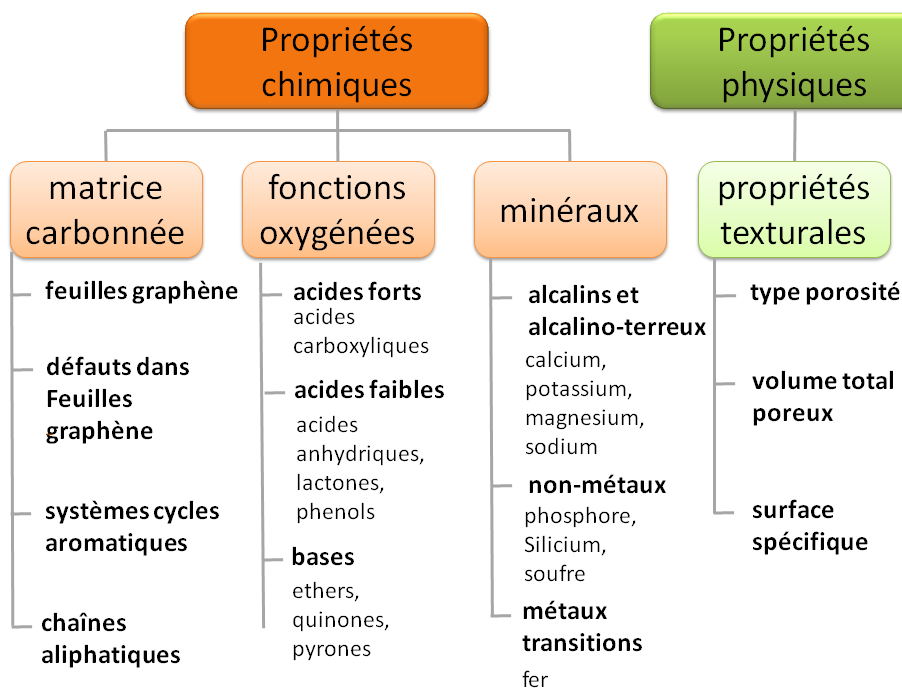 Propriétés
chimiques
Propriétés
physiques
matrice
carbonnée
fonctions
oxygénées
minéraux
propriétés
texturales
feuilles graphène
défauts dans
Feuilles
graphène
systèmes cycles
aromatiques
chaînes
aliphatiques
acides forts
acides
carboxyliques
acides faibles
acides
anhydriques,
lactones,
phenols
bases
ethers,
quinones,
pyrones
alcalins et
alcalino-terreux
calcium,
potassium,
magnesium,
sodium
non-métaux
phosphore,
Silicium,
soufre
métaux
transitions
fer
type porosité
volume total
poreux
surface
spécifique